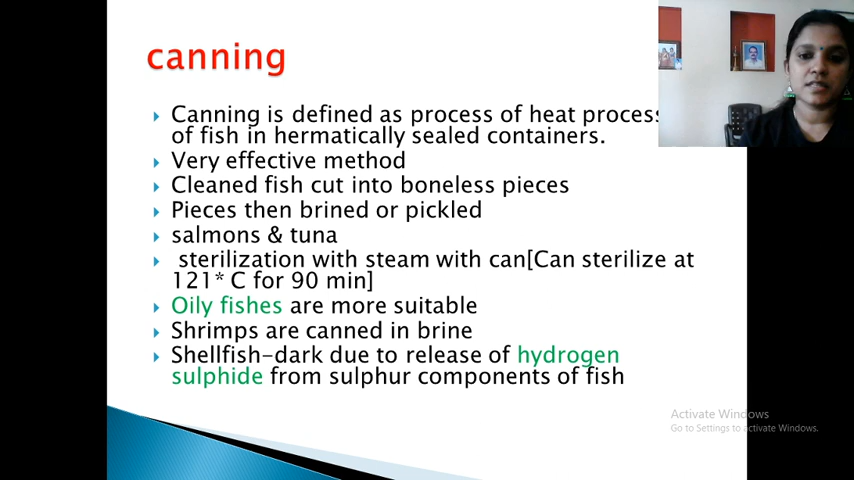 canning
Canning is defined as process of heat process
of fish in hermatically sealed containers.
Very effective method
Cleaned fish cut into boneless pieces
Pieces then brined or pickled
salmons & tuna
sterilization with steam with can[Can sterilize at
121* C for 90 min]
Oily fishes are more suitable
Shrimps are canned in brine
Shellfish-dark due to release of hydrogen
sulphide from sulphur components of fish
Activate Windows
Go to Settings to activate Windows.